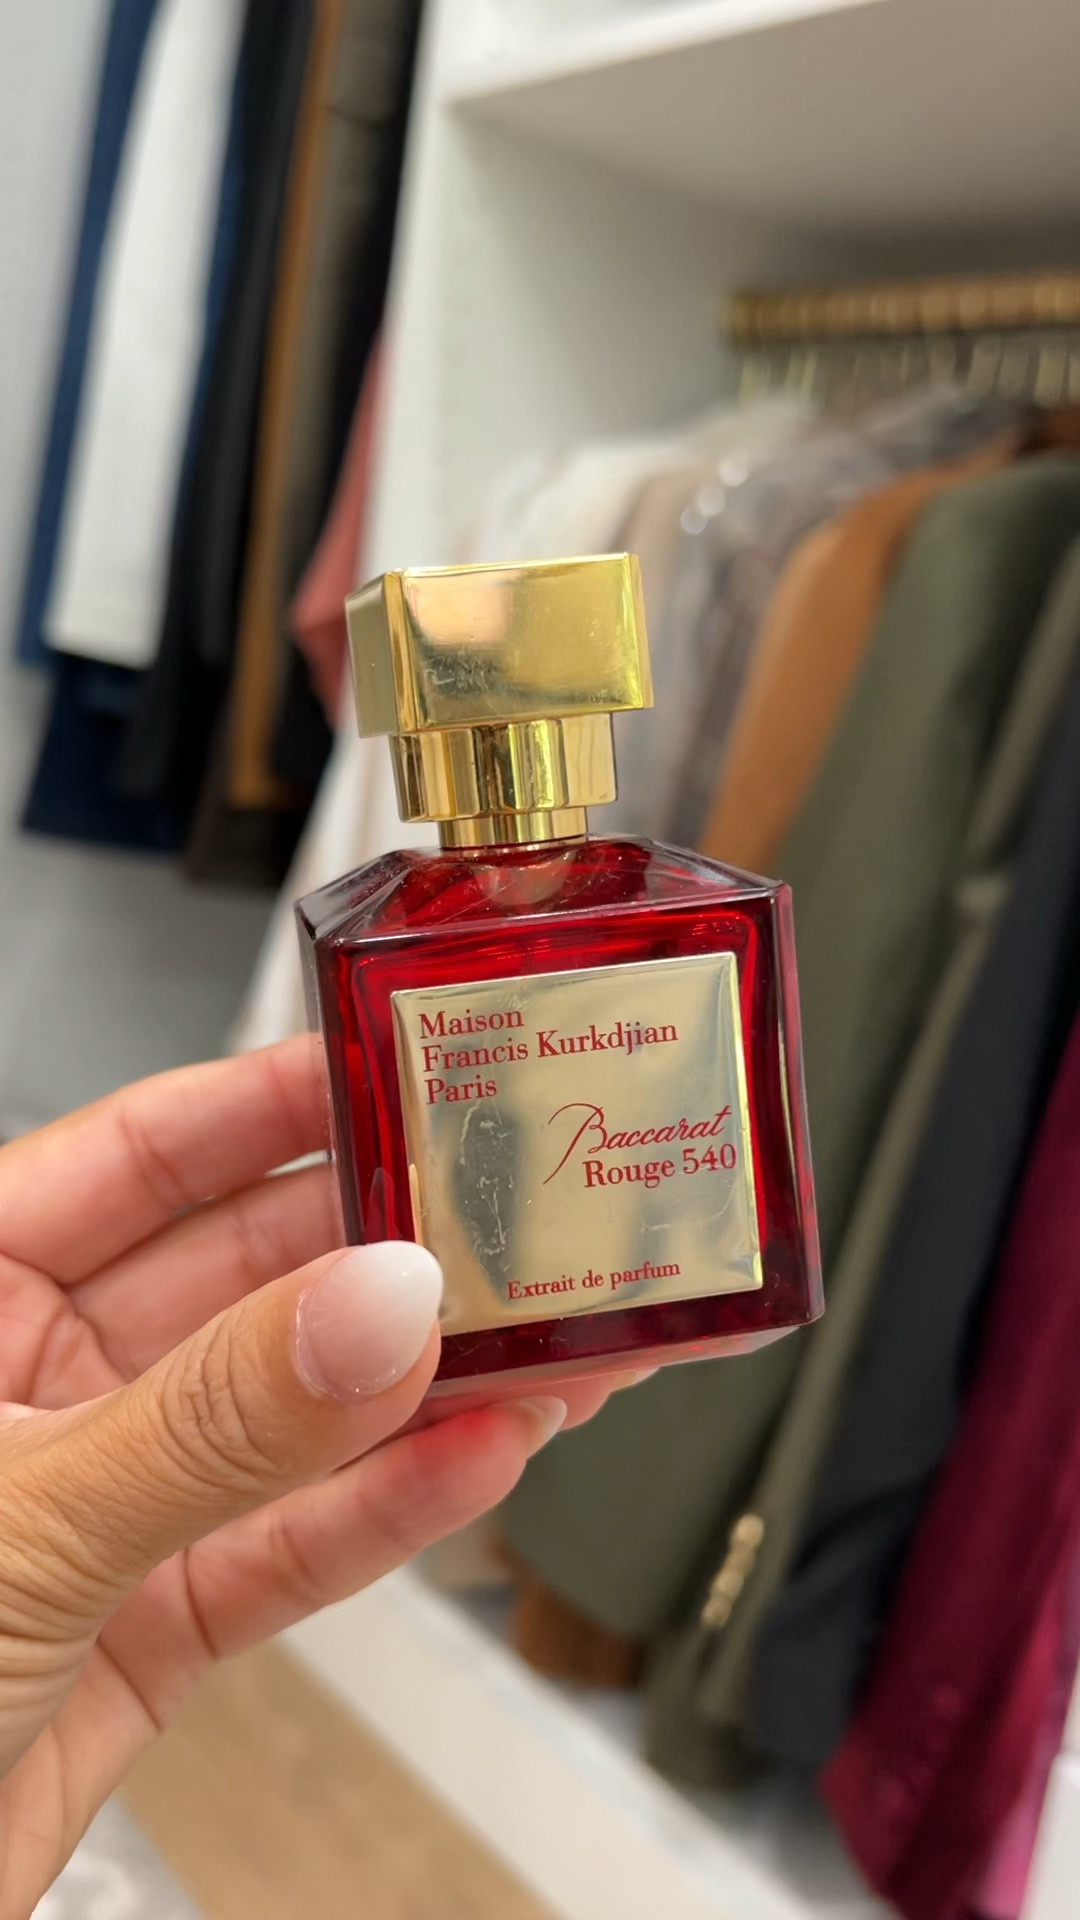 Maison
Francis Kurkdjian
Paris
Baccarat
Rouge 540
Extrait de parfum